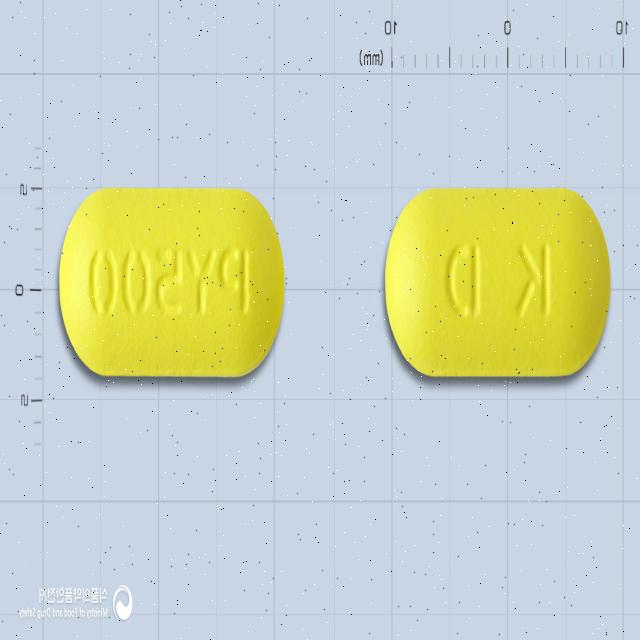 10 0 10
(mm)
5
K D
PY500
0
5
식품의약품안전처
Ministry of Food and Drug Safety